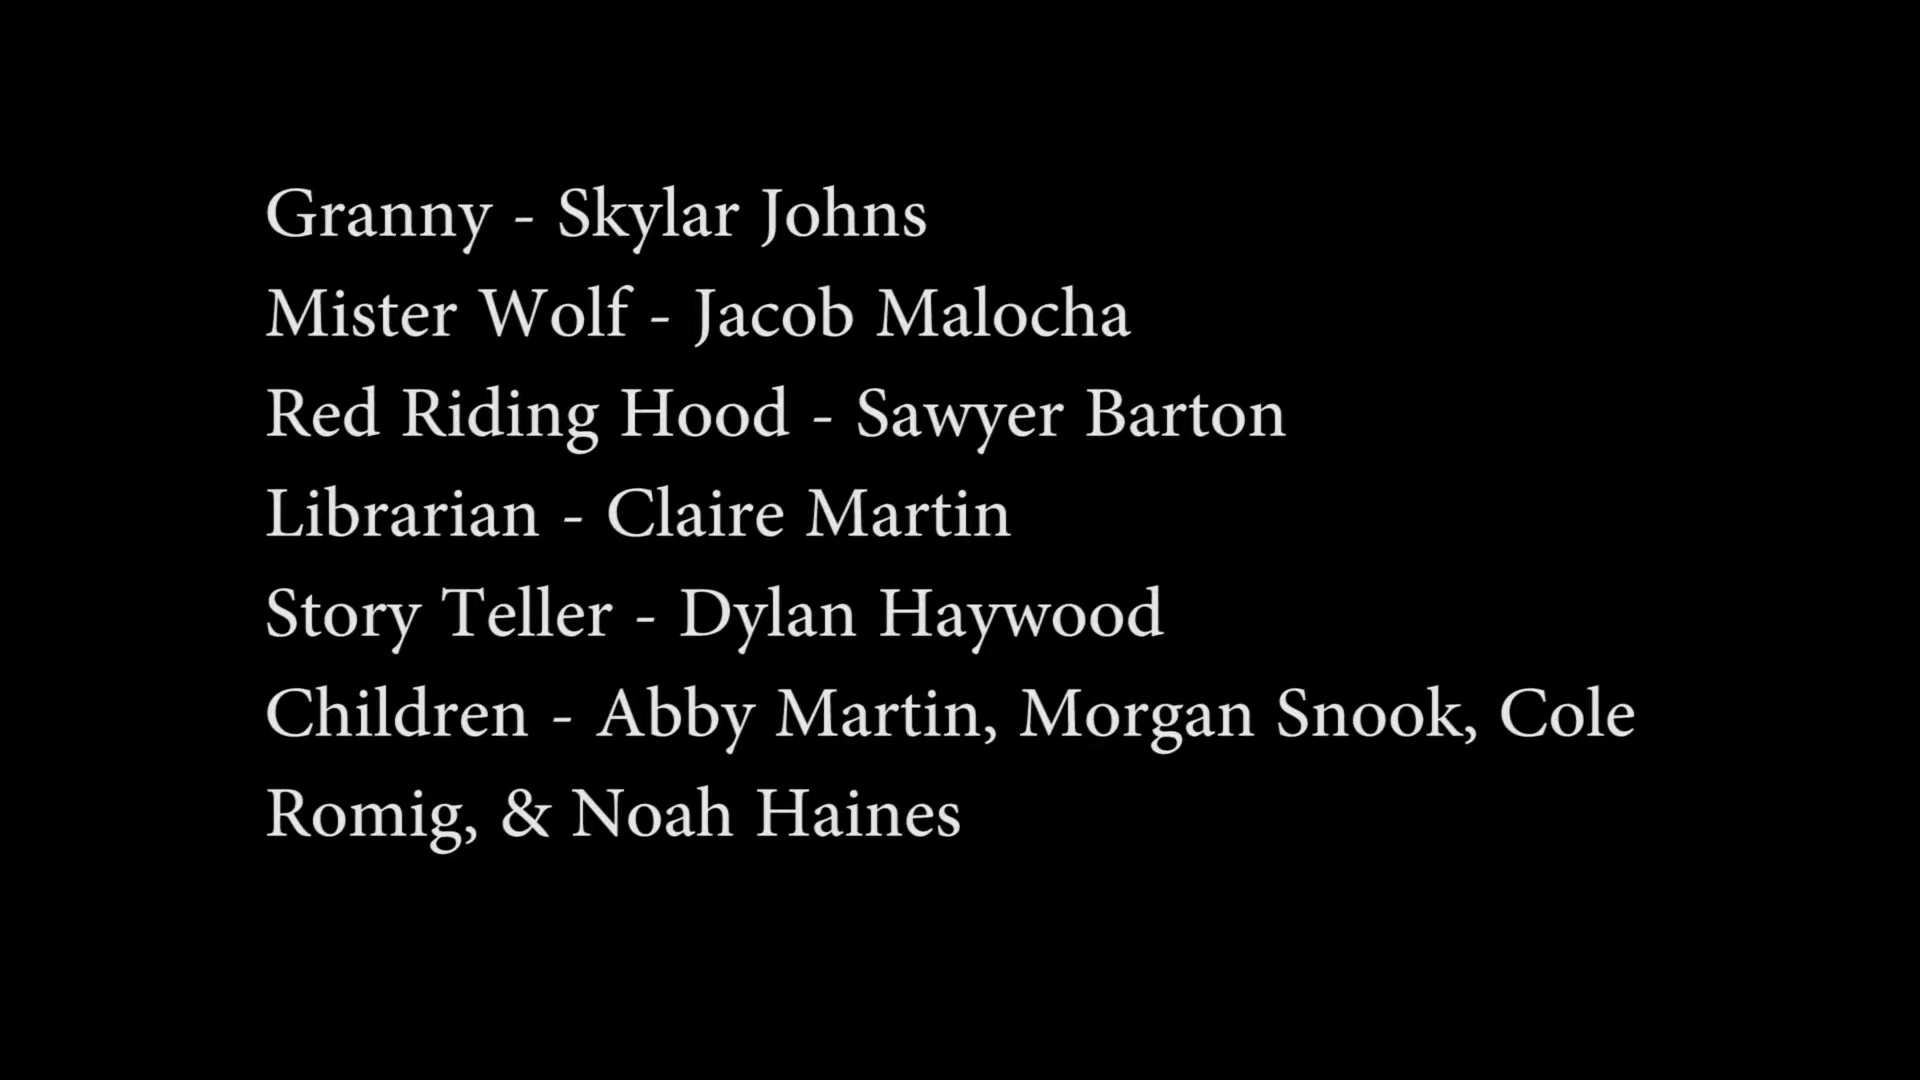 Granny - Skylar Johns
Mister Wolf - Jacob Malocha
Red Riding Hood - Sawyer Barton
Librarian - Claire Martin
Story Teller - Dylan Haywood
Children - Abby Martin, Morgan Snook, Cole
Romig, & Noah Haines